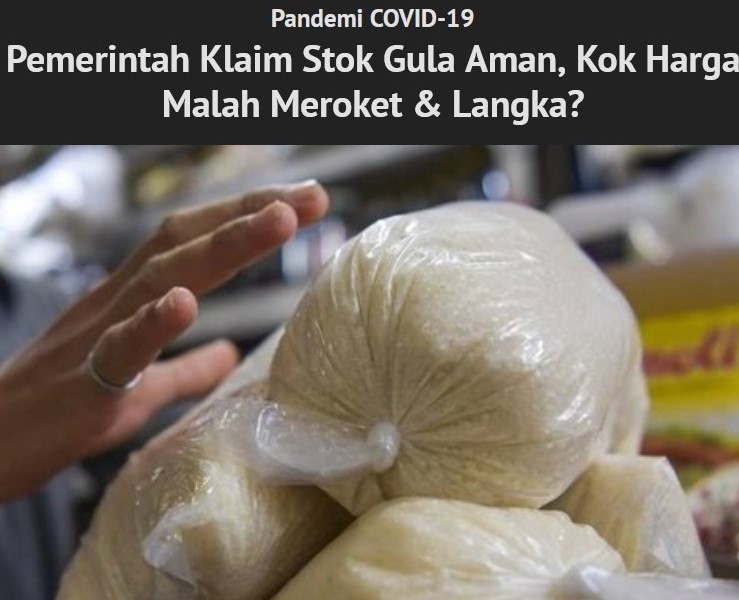 Pandemi COVID-19
Pemerintah Klaim Stok Gula Aman, Kok Harga
Malah Meroket & Langka?